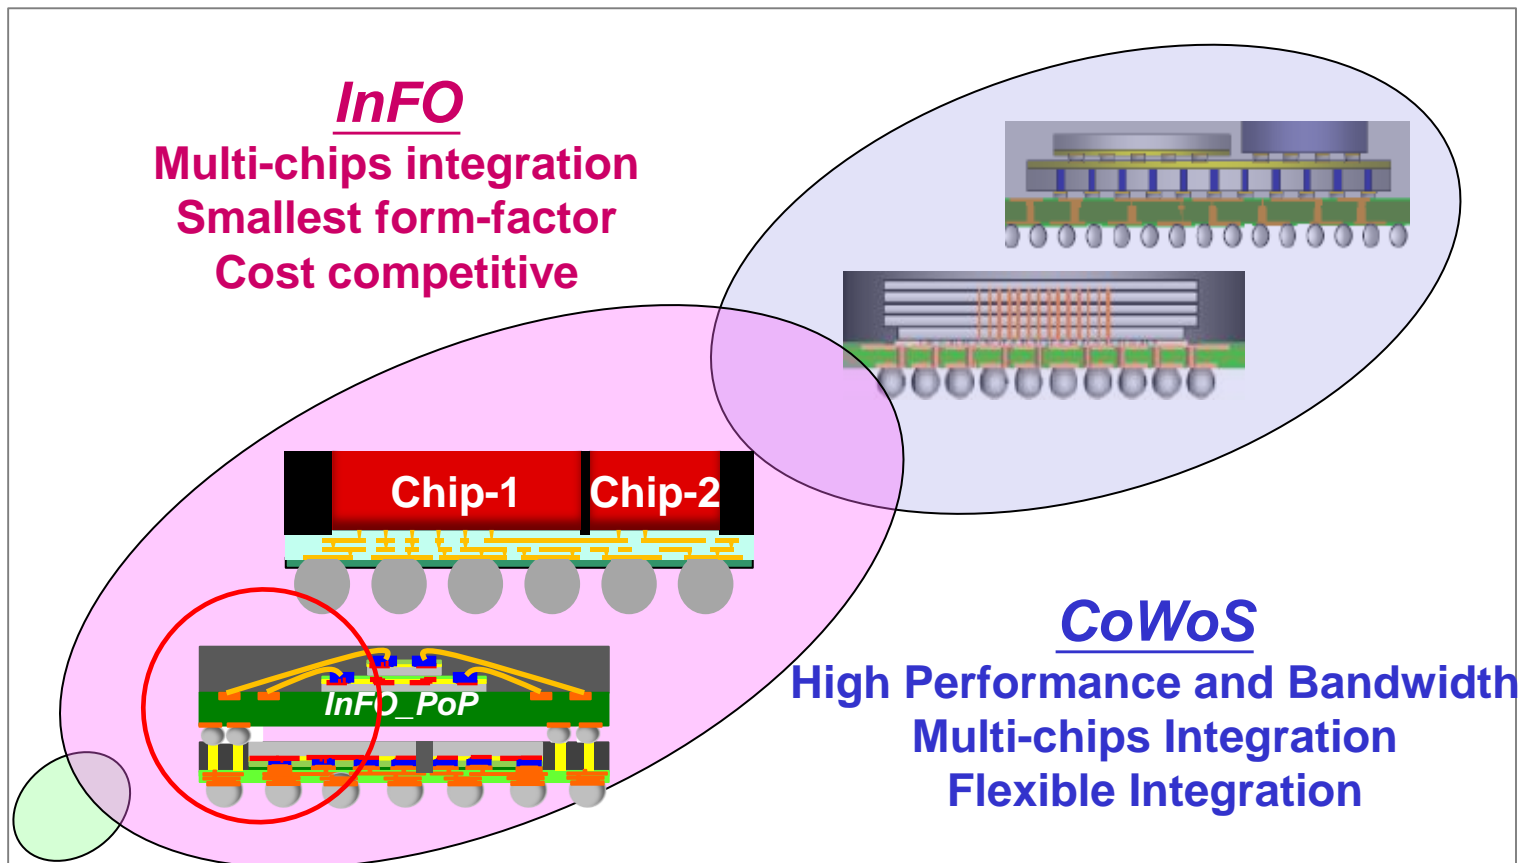 InFO
Multi-chips integration
Smallest form-factor
Cost competitive
Chip-1 Chip-2
InFO_PoP
CoWoS
High Performance and Bandwidth
Multi-chips Integration
Flexible Integration